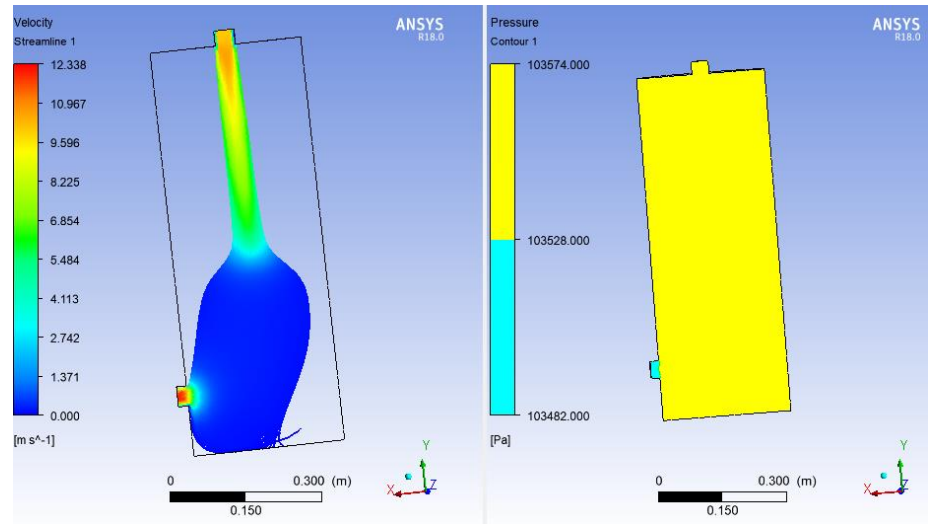 Velocity
Streamline 1
ANSYS
R18.0
12.338
10.967
9.596
8.225
6.854
5.484
4.113
2.742
1.371
0.000
[m s^-1]
0 0.300 (m)
0.150
Y
X Z
Pressure
Contour 1
ANSYS
R18.0
103574.000
103528.000
103482.000
[Pa]
0 0.300 (m)
0.150
Y
X Z